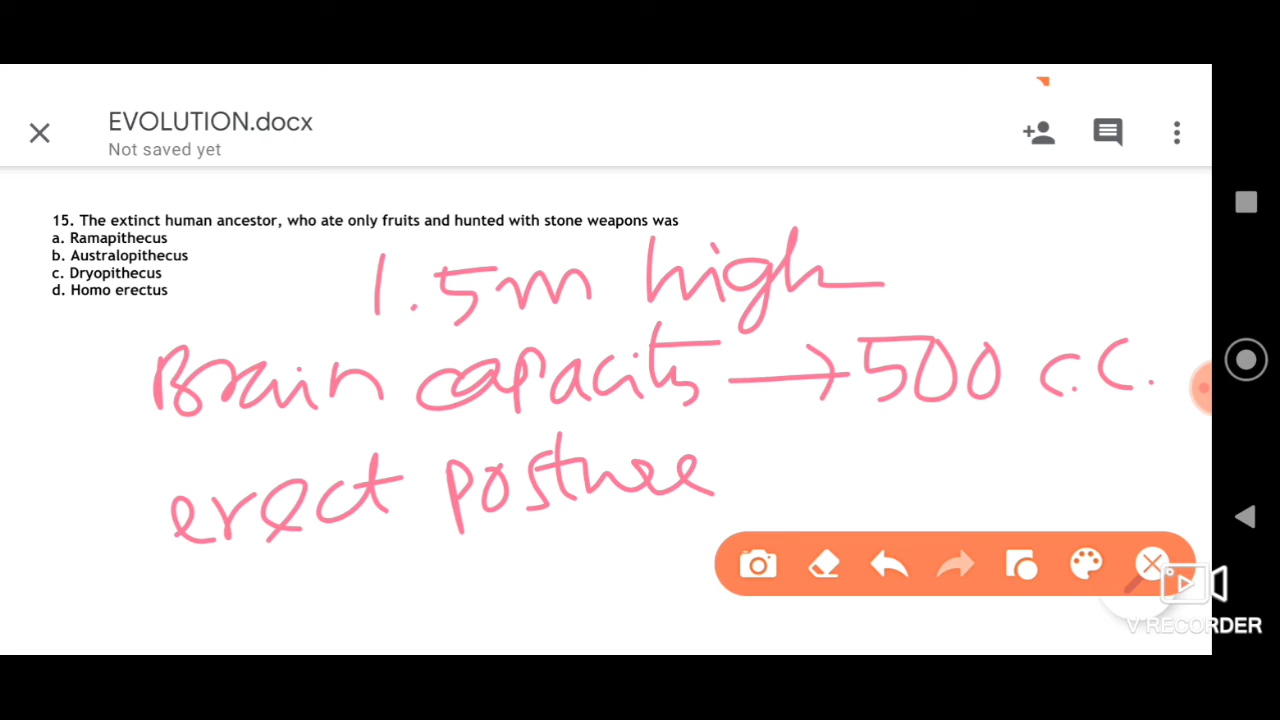 EVOLUTION.docx
Not saved yet
15. The extinct human ancestor, who ate only fruits and hunted with stone weapons was
a. Ramapithecus
b. Australopithecus
c. Dryopithecus
d. Homo erectus
1.5m high
Brain capacity → 500 c.c.
erect posture
V RECORDER